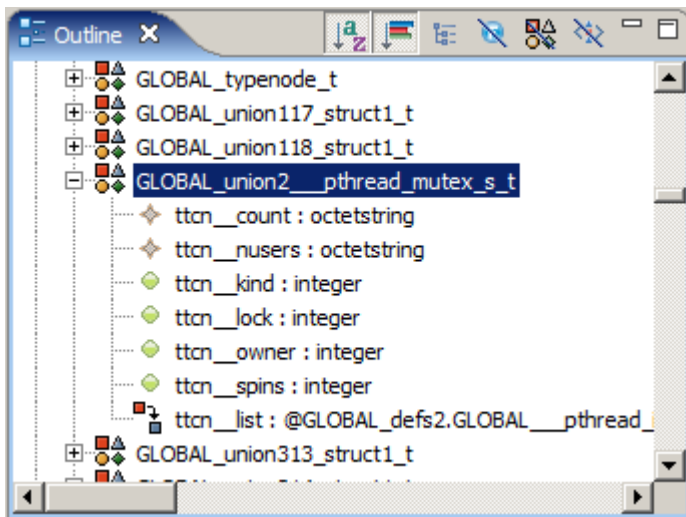 Outline
GLOBAL_typenode_t
GLOBAL_union117_struct1_t
GLOBAL_union118_struct1_t
GLOBAL_union2___pthread_mutex_s_t
ttcn__count : octetstring
ttcn__nusers : octetstring
ttcn__kind : integer
ttcn__lock : integer
ttcn__owner : integer
ttcn__spins : integer
ttcn__list : @GLOBAL_defs2.GLOBAL___pthread_i
GLOBAL_union313_struct1_t